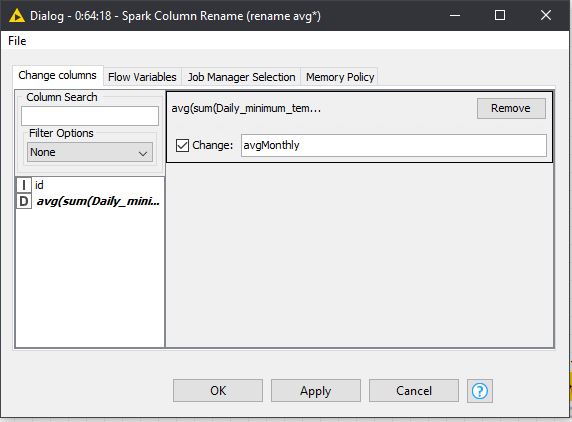 Dialog - 0:64:18 - Spark Column Rename (rename avg*)
File
Change columns Flow Variables Job Manager Selection Memory Policy
Column Search
Filter Options
None
I id
D avg(sum(Daily_mini...
avg(sum(Daily_minimum_tem...
Remove
Change: avgMonthly
OK Apply Cancel ?